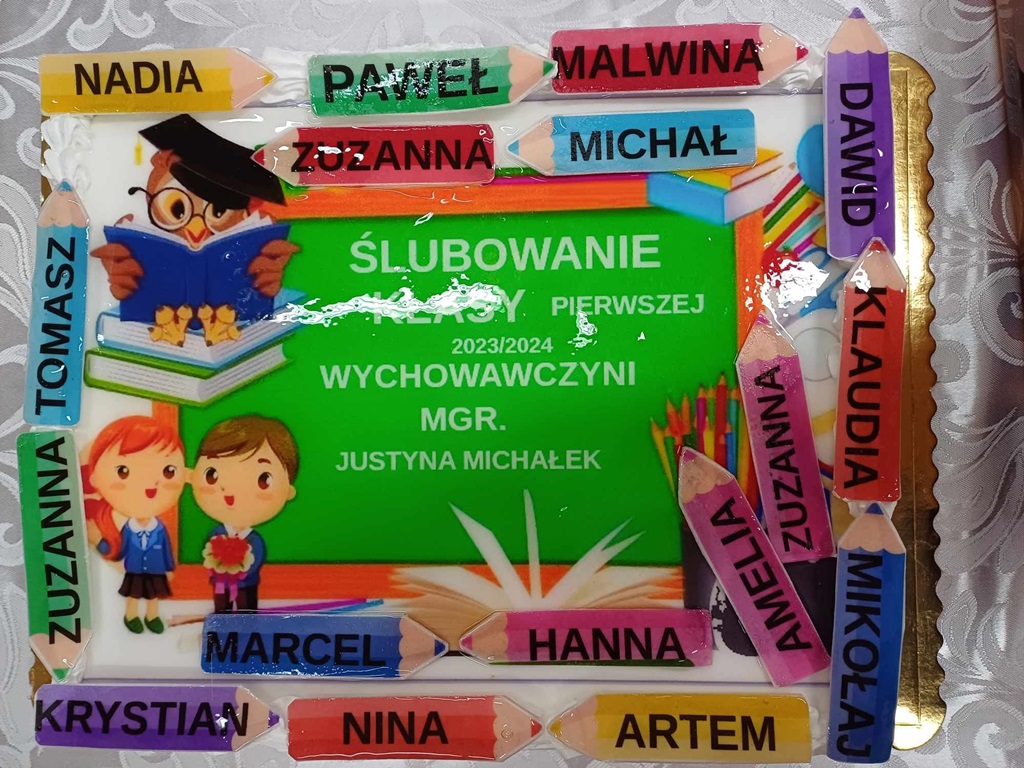 NADIA
PAWEŁ
MALWINA
DAWID
ZUZANNA
MICHAŁ
TOMASZ
ŚLUBOWANIE
KLASY PIERWSZEJ
2023/2024
WYCHOWAWCZYNI
MGR.
JUSTYNA MICHAŁEK
KLAUDIA
ZUZANNA
ZUZANNA
AMELIA
MIKOŁAJ
MARCEL
HANNA
KRYSTIAN
NINA
ARTEM